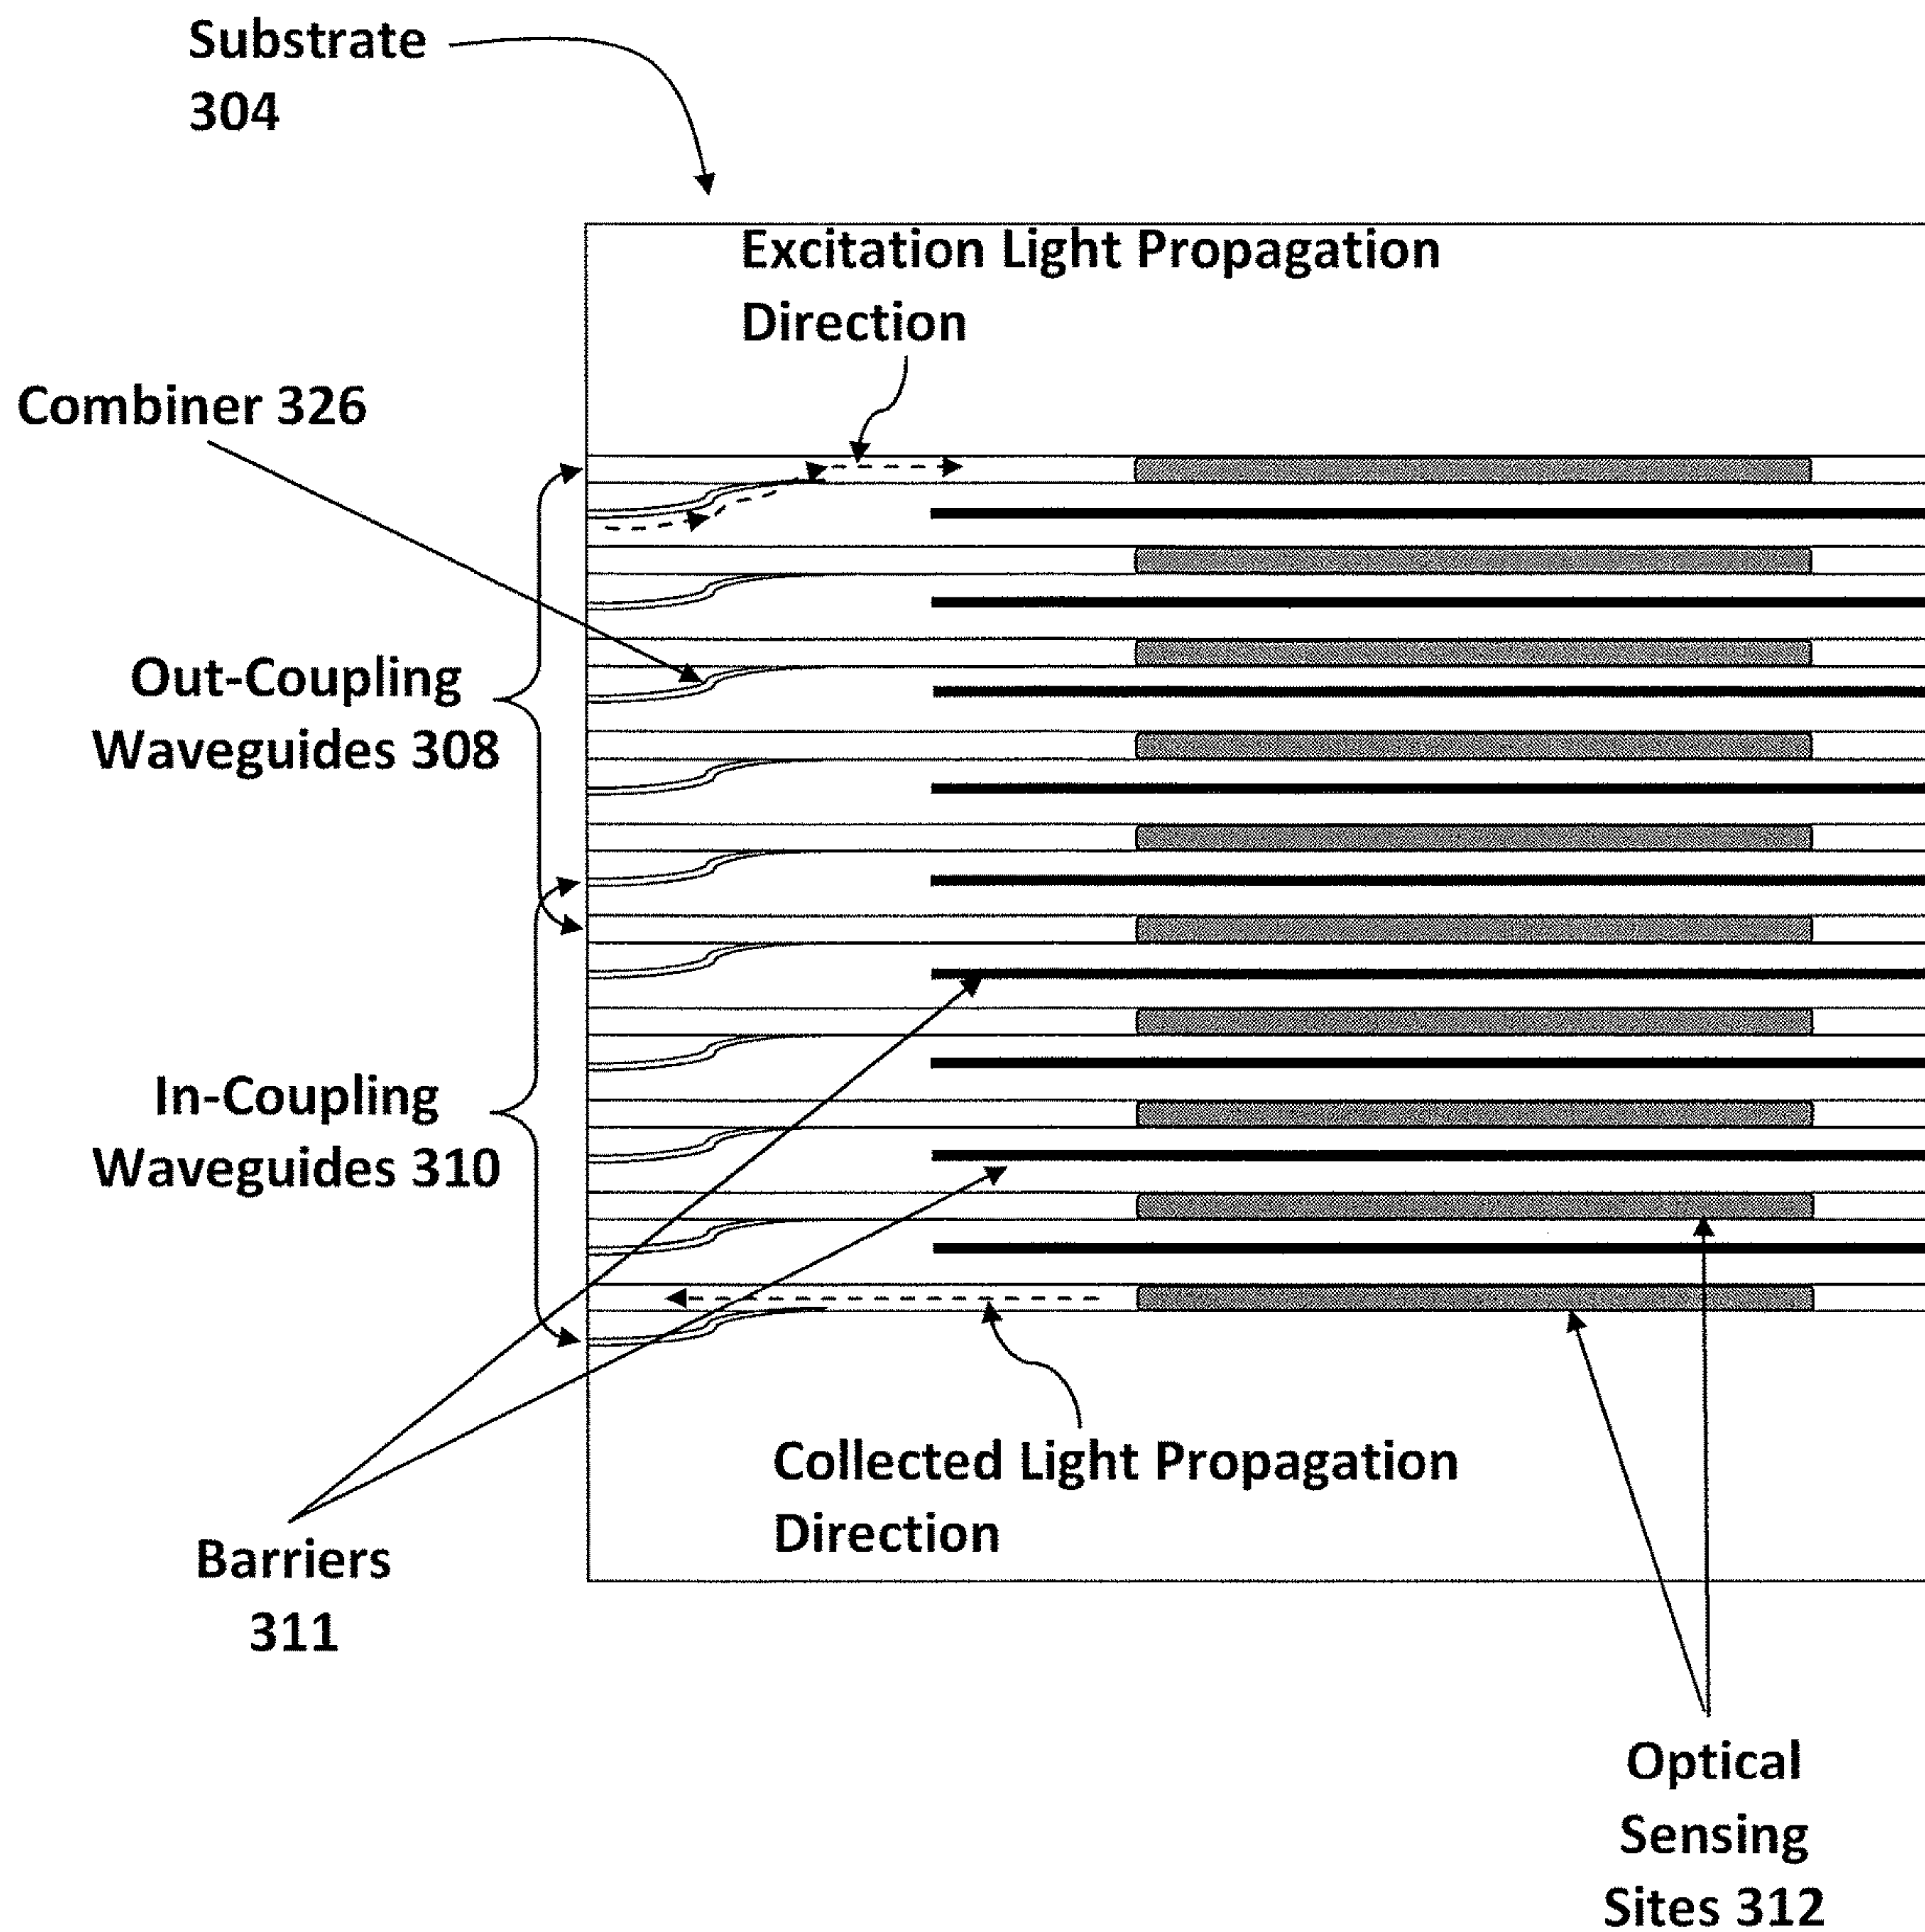 Substrate
304
Excitation Light Propagation
Direction
Combiner 326
Out-Coupling
Waveguides 308
In-Coupling
Waveguides 310
Collected Light Propagation
Direction
Barriers
311
Optical
Sensing
Sites 312